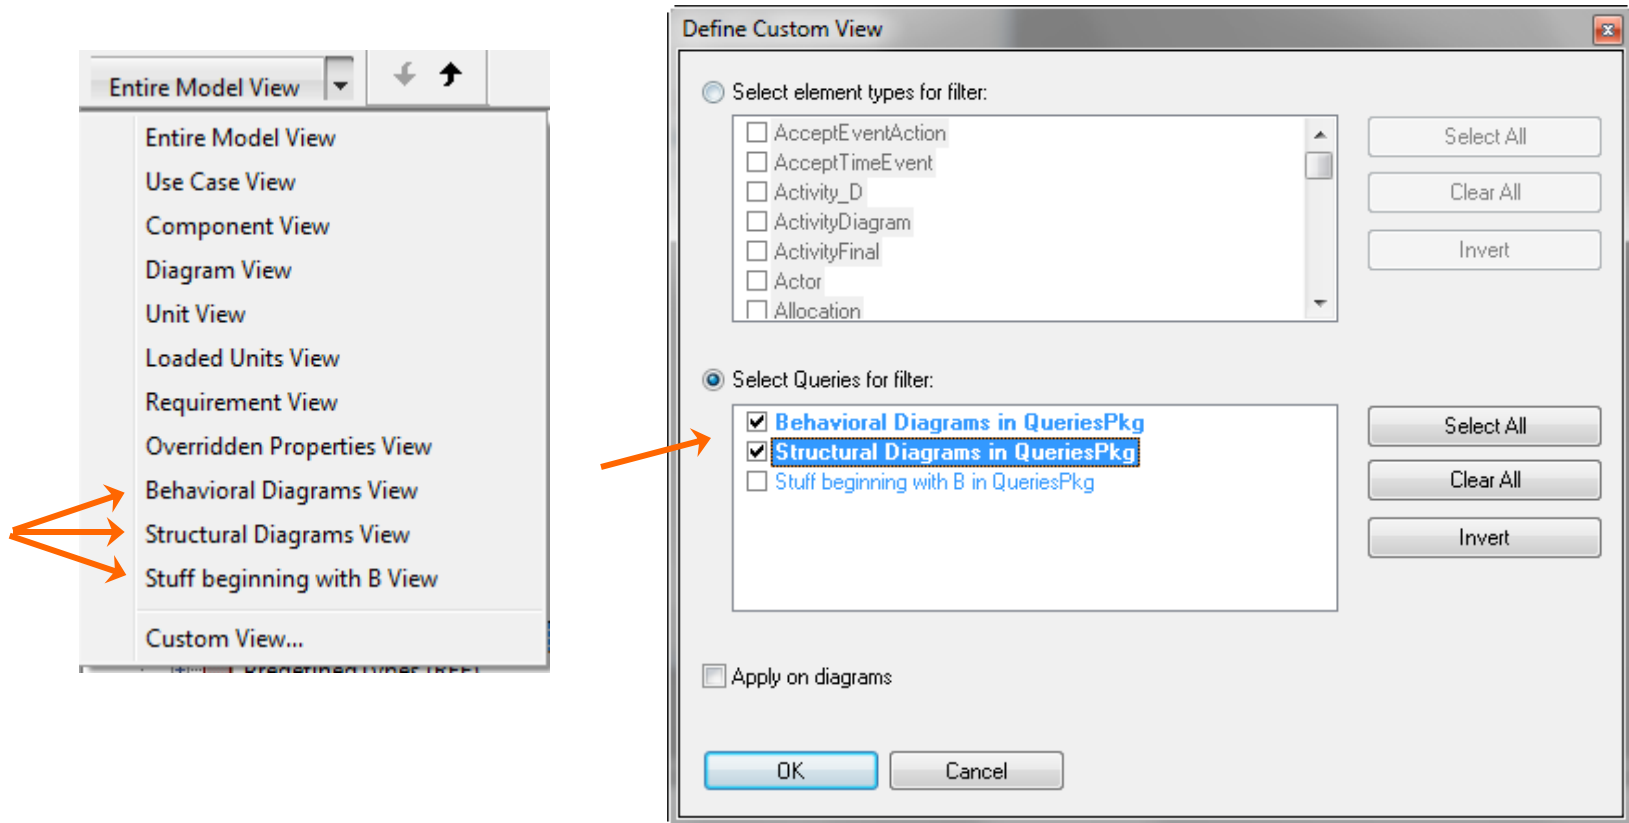 Entire Model View
Entire Model View
Use Case View
Component View
Diagram View
Unit View
Loaded Units View
Requirement View
Overridden Properties View
Behavioral Diagrams View
Structural Diagrams View
Stuff beginning with B View
Custom View...
Define Custom View
Select element types for filter:
AcceptEventAction
AcceptTimeEvent
Activity_D
ActivityDiagram
ActivityFinal
Actor
Allocation
Select All
Clear All
Invert
Select Queries for filter:
Behavioral Diagrams in QueriesPkg
Structural Diagrams in QueriesPkg
Stuff beginning with B in QueriesPkg
Select All
Clear All
Invert
Apply on diagrams
OK
Cancel